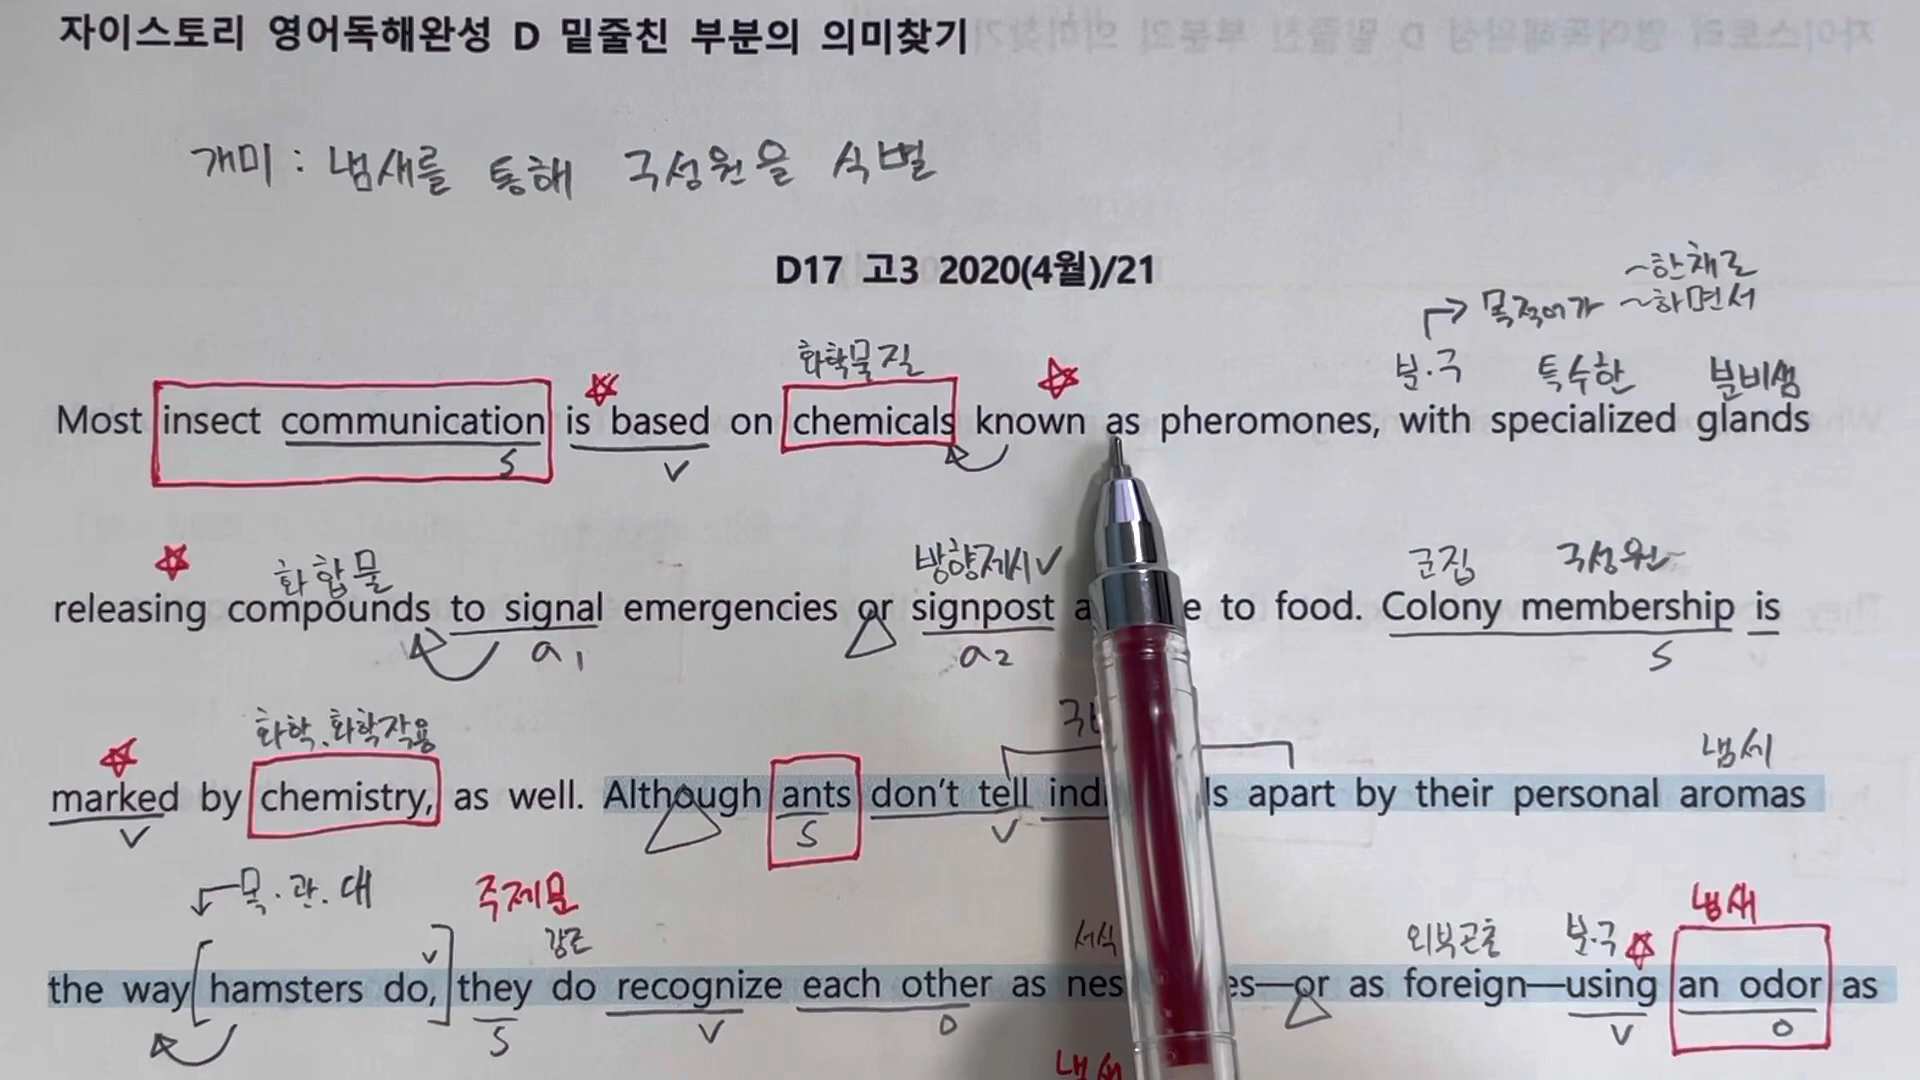 자이스토리 영어독해완성 D 밑줄친 부분의 의미찾기
개미 : 냄새를 통해 구성원을 식별
~한채로
D17 고3 2020(4월)/21
목적어가 ~하면서
화학물질 분.구 특수한 분비샘
Most insect communication is based on chemicals known as pheromones, with specialized glands
S V
화합물 방향제시V 군집 구성원
releasing compounds to signal emergencies or signpost to food. Colony membership is
a1 a2 S
화학.화학작용 냄새
marked by chemistry, as well. Although ants don't tell apart by their personal aromas
V S V
목.관.대 주제문 냄새
V 강조 서식 외부곤충 분.구
the way hamsters do, they do recognize each other as or as foreign—using an odor as
S V O V O
냄새